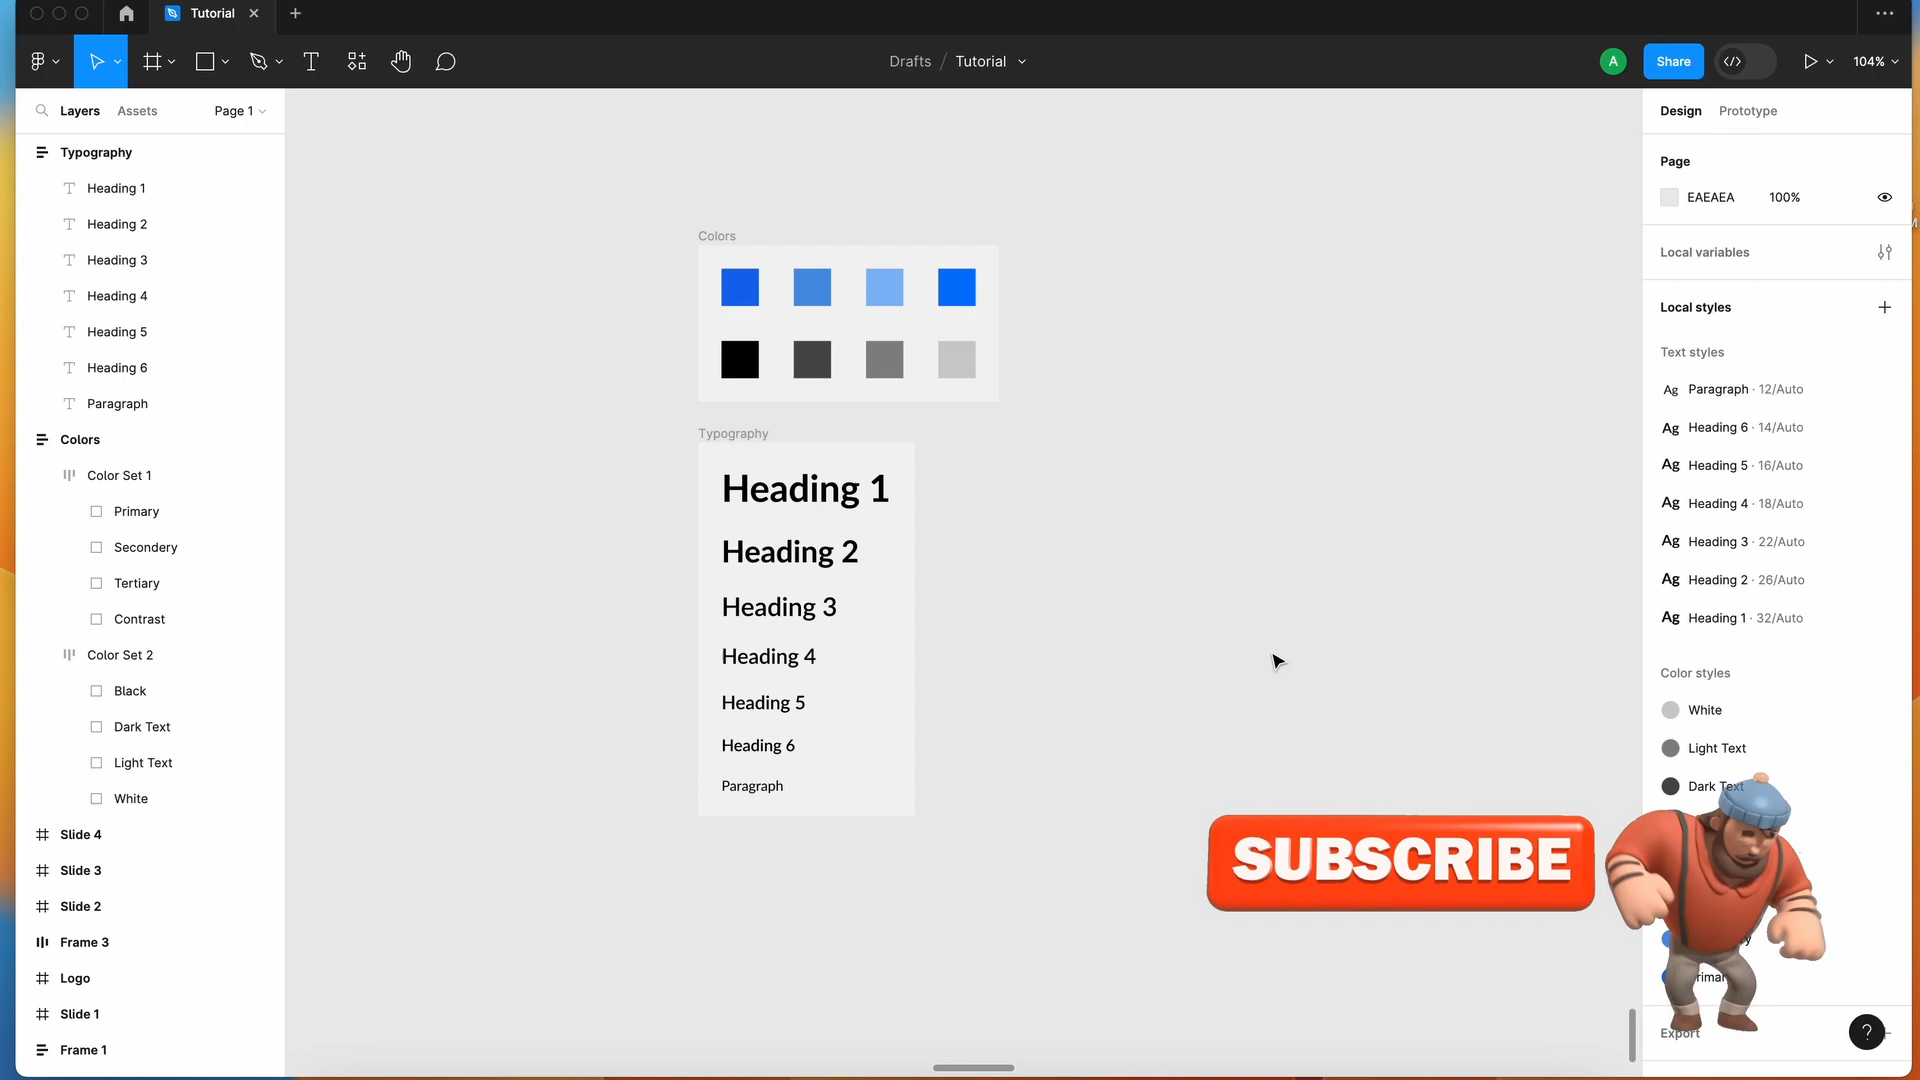 Tutorial
Drafts / Tutorial
A
Share
104%
Layers
Assets
Page 1
Typography
Heading 1
Heading 2
Heading 3
Heading 4
Heading 5
Heading 6
Paragraph
Colors
Color Set 1
Primary
Secondery
Tertiary
Contrast
Color Set 2
Black
Dark Text
Light Text
White
Slide 4
Slide 3
Slide 2
Frame 3
Logo
Slide 1
Frame 1
Colors
Typography
Heading 1
Heading 2
Heading 3
Heading 4
Heading 5
Heading 6
Paragraph
SUBSCRIBE
Design
Prototype
Page
EAEAEA 100%
Local variables
Local styles
Text styles
Ag Paragraph · 12/Auto
Ag Heading 6 · 14/Auto
Ag Heading 5 · 16/Auto
Ag Heading 4 · 18/Auto
Ag Heading 3 · 22/Auto
Ag Heading 2 · 26/Auto
Ag Heading 1 · 32/Auto
Color styles
White
Light Text
Dark Text
Export
?